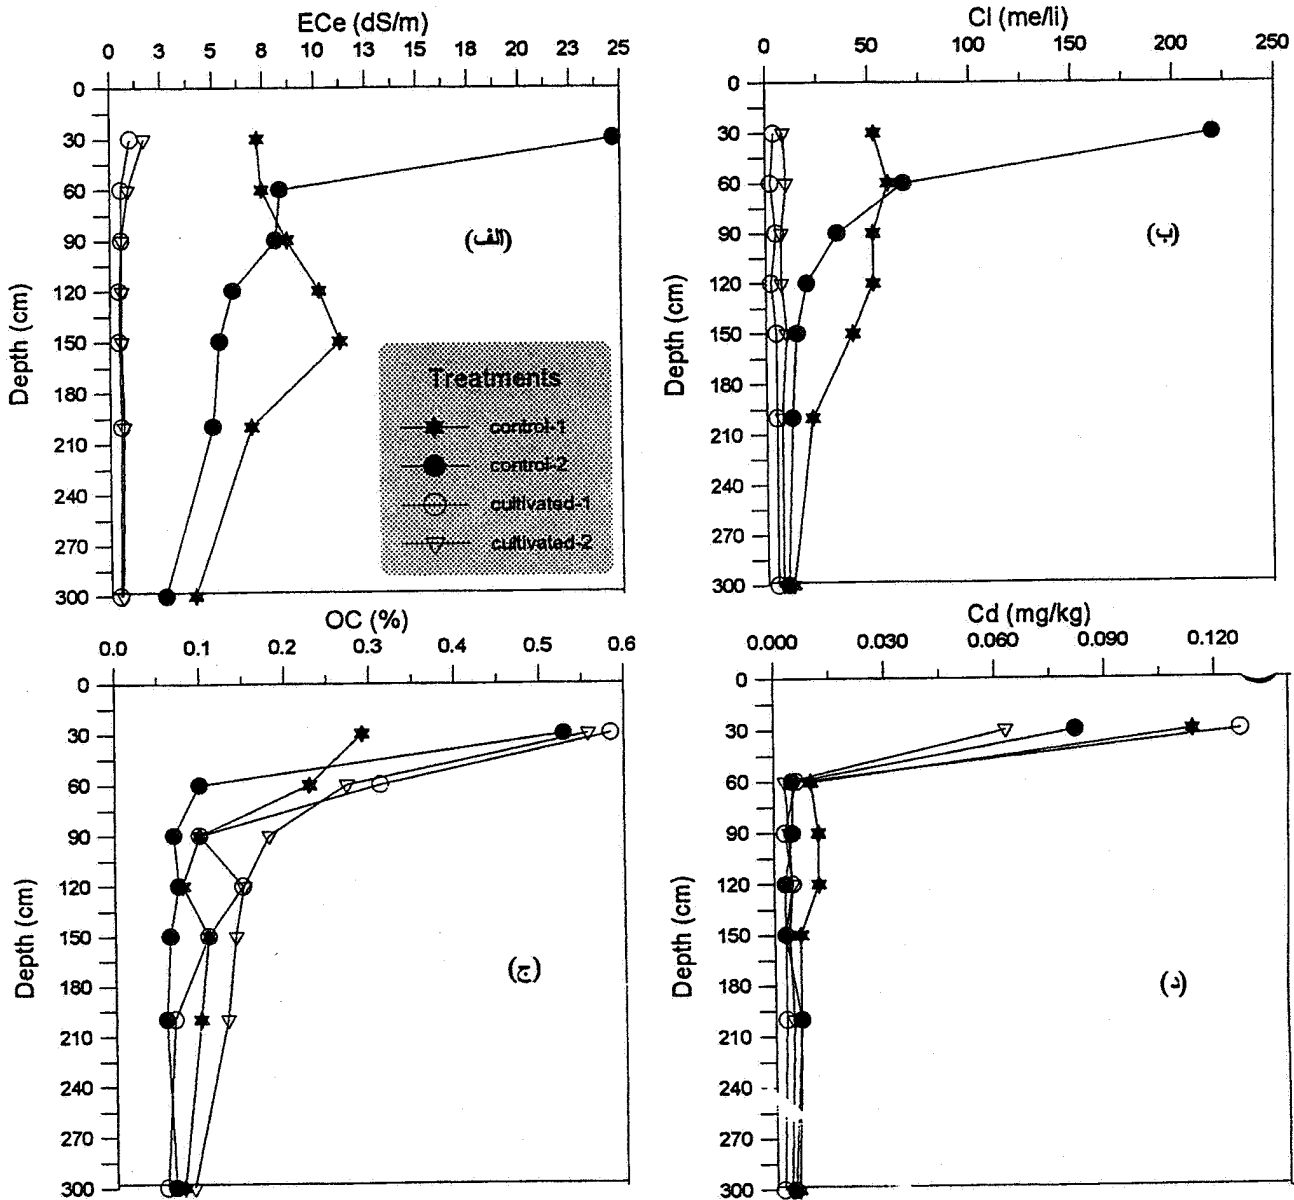 ECe (dS/m)
0 3 5 8 10 13 15 18 20 23 25
0
30
60
90
120
150
180
210
240
270
300
Depth (cm)
(الف)
Treatments
control-1
control-2
cultivated-1
cultivated-2
Cl (me/li)
0 50 100 150 200 250
0
30
60
90
120
150
180
210
240
270
300
Depth (cm)
(ب)
OC (%)
0.0 0.1 0.2 0.3 0.4 0.5 0.6
0
30
60
90
120
150
180
210
240
270
300
Depth (cm)
(ج)
Cd (mg/kg)
0.000 0.030 0.060 0.090 0.120
0
30
60
90
120
150
180
210
240
270
300
Depth (cm)
(د)